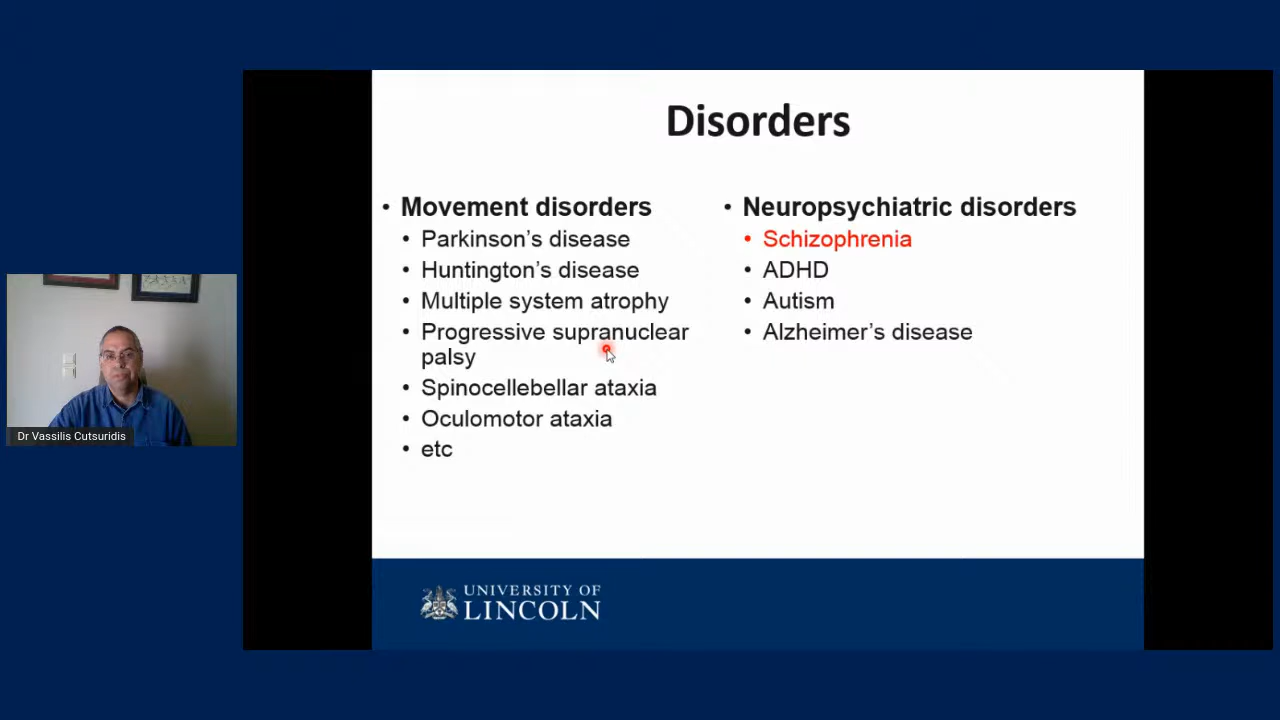 Disorders
• Movement disorders
• Parkinson's disease
• Huntington's disease
• Multiple system atrophy
• Progressive supranuclear
palsy
• Spinocellebellar ataxia
• Oculomotor ataxia
• etc
• Neuropsychiatric disorders
• Schizophrenia
• ADHD
• Autism
• Alzheimer's disease
Dr Vassilis Cutsuridis
UNIVERSITY OF
LINCOLN